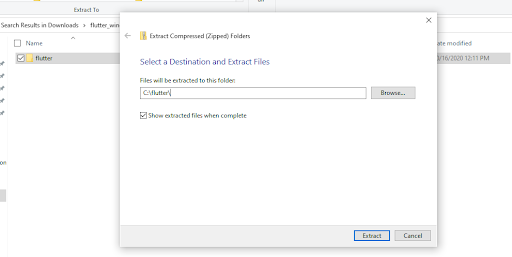 Extract To
Search Results in Downloads
flutter_win
Name
flutter
Extract Compressed (Zipped) Folders
Select a Destination and Extract Files
Files will be extracted to this folder:
C:\flutter\
Browse...
Show extracted files when complete
Extract
Cancel
ate modified
/16/2020 12:11 PM
on